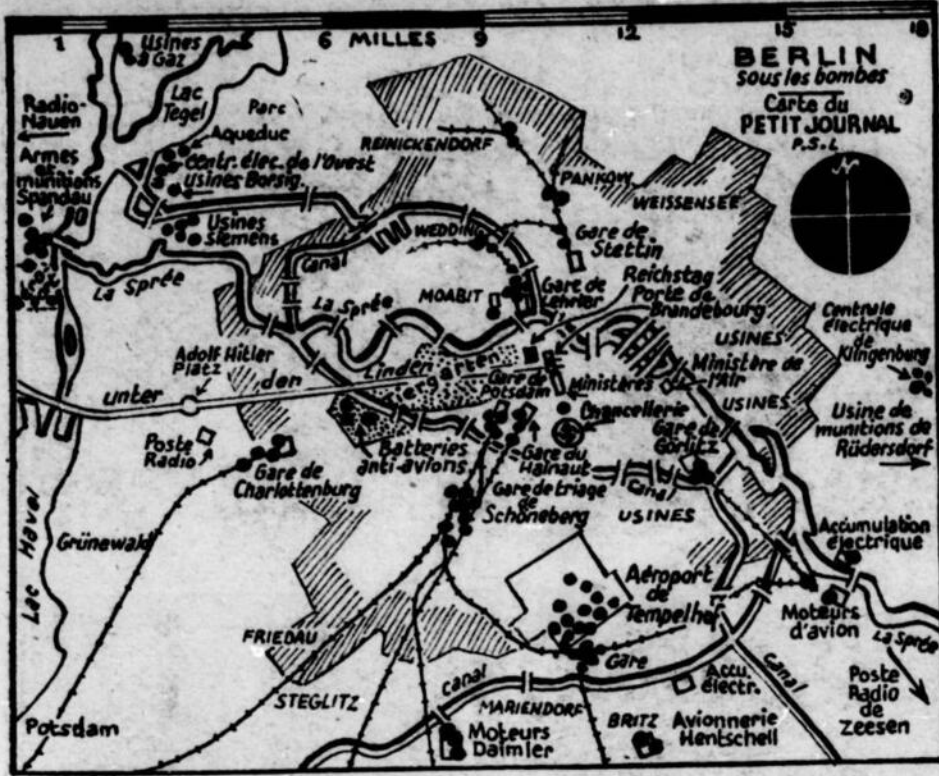 1 6 MILLES 9 12 15 18
BERLIN
sous les bombes
Carte du
PETIT JOURNAL
P.S.L
N
Usines
à Gaz
Lac
Tegel
Parc
Radio-
Nauen
Armes
et
munitions
Spandau
Aqueduc
Centr. élec. de l'Ouest
usines Borsig.
Usines
Siemens
REINICKENDORF
PANKOW
WEISSENSEE
WEDDING
Gare de
Stettin
Canal
La Sprée
La Sprée
MOABIT
Gare de
Lehrter
Reichstag
Porte de
Brandebourg
USINES
Centrale
électrique
de
Klingenburg
Adolf Hitler
Platz
unter der Linden
Tiergarten
Gare de
Potsdam
Ministères
Ministère de
l'Air
USINES
Chancellerie
Usine de
munitions de
Rüdersdorf
Poste
Radio
Gare de
Charlottenburg
Batteries
anti-avions
Gare du
Hainaut
Gare de
Görlitz
Gare de triage
de
Schöneberg
Canal
USINES
Lac Havel
Grünewald
Accumulation
électrique
Aéroport
de
Tempelhof
Moteurs
d'avion
La Sprée
FRIEDAU
Gare
STEGLITZ
Canal
Accu.
électr.
Canal
Poste
Radio
de
Zeesen
Potsdam
MARIENDORF
Moteurs
Daimler
BRITZ
Avionnerie
Hentschell